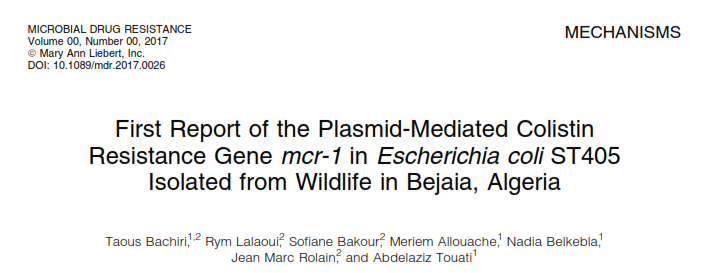 MICROBIAL DRUG RESISTANCE
Volume 00, Number 00, 2017
© Mary Ann Liebert, Inc.
DOI: 10.1089/mdr.2017.0026
MECHANISMS
First Report of the Plasmid-Mediated Colistin
Resistance Gene mcr-1 in Escherichia coli ST405
Isolated from Wildlife in Bejaia, Algeria
Taous Bachiri,1,2 Rym Lalaoui,2 Sofiane Bakour,2 Meriem Allouache,1 Nadia Belkebla,1
Jean Marc Rolain,2 and Abdelaziz Touati1